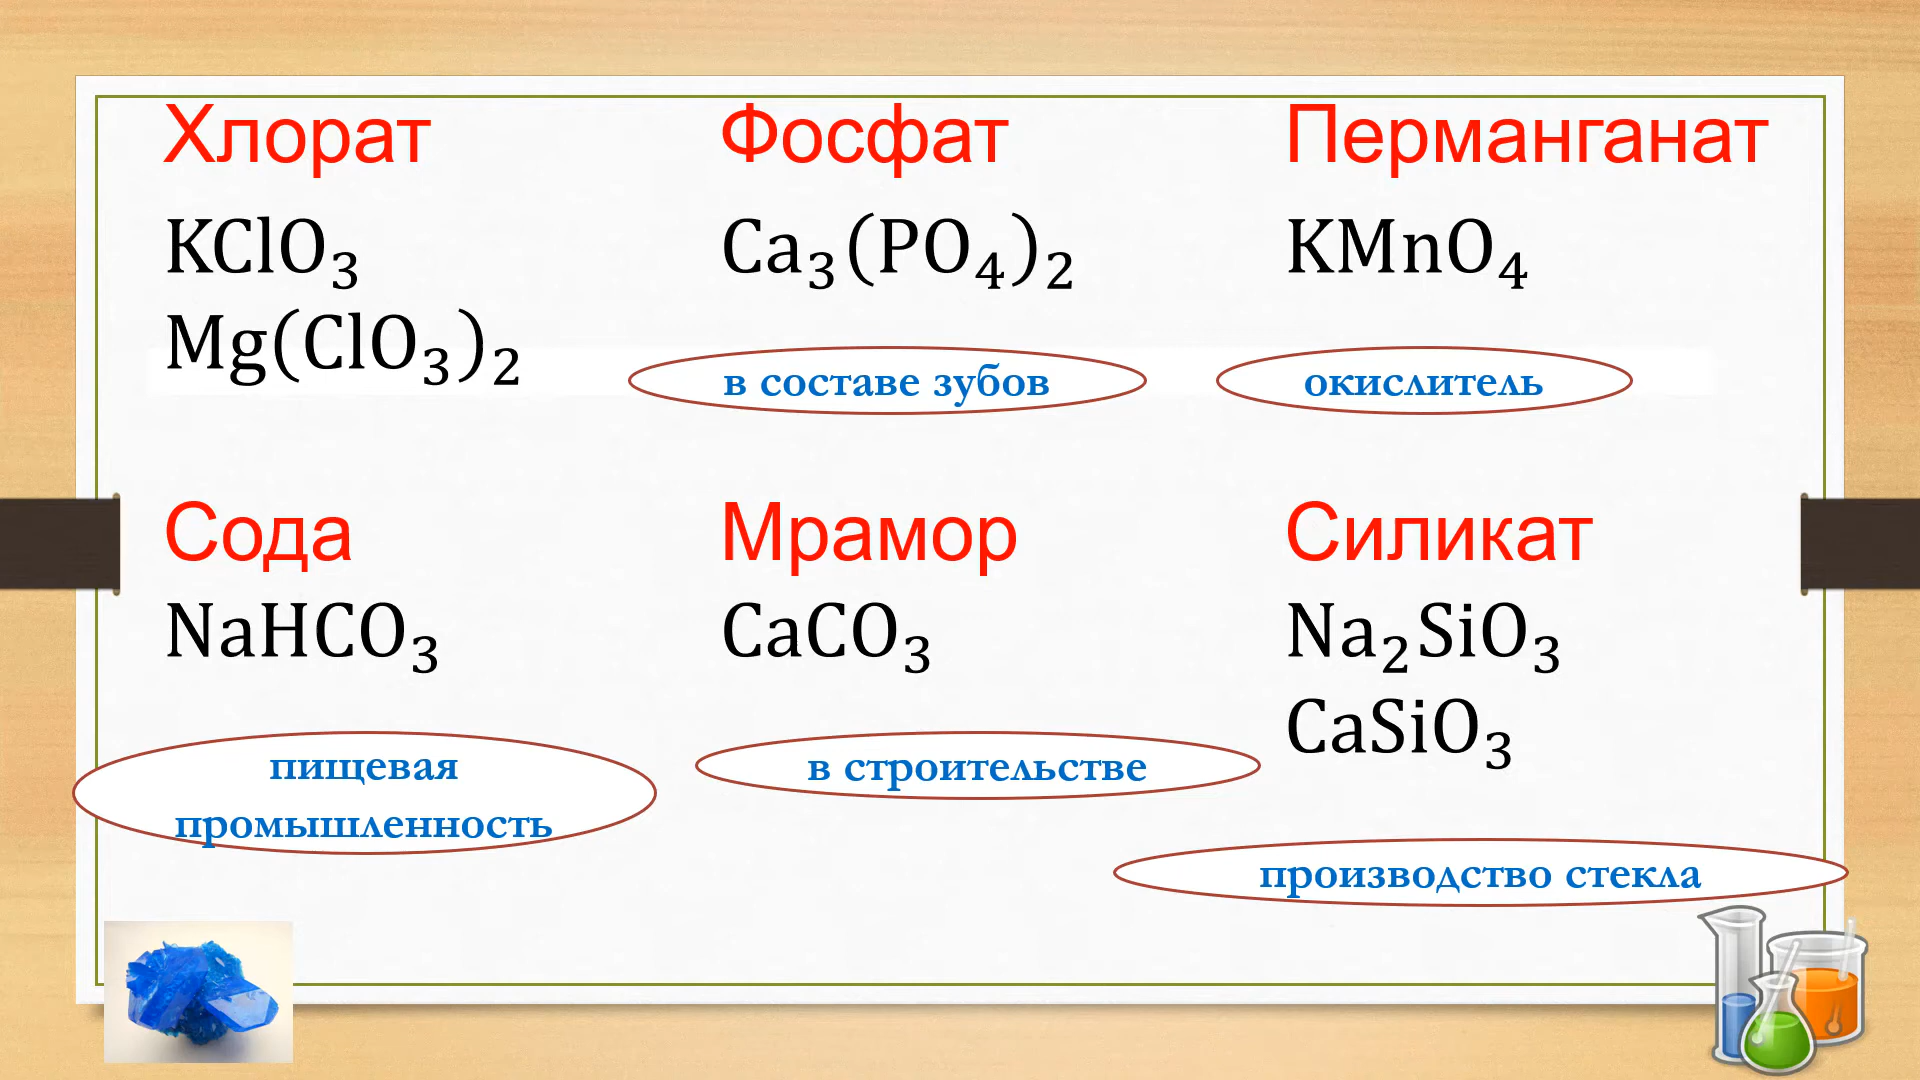 Хлорат
KClO₃
Mg(ClO₃)₂
Фосфат
Ca₃(PO₄)₂
в составе зубов
Перманганат
KMnO₄
окислитель
Сода
NaHCO₃
пищевая
промышленность
Мрамор
CaCO₃
в строительстве
Силикат
Na₂SiO₃
CaSiO₃
производство стекла